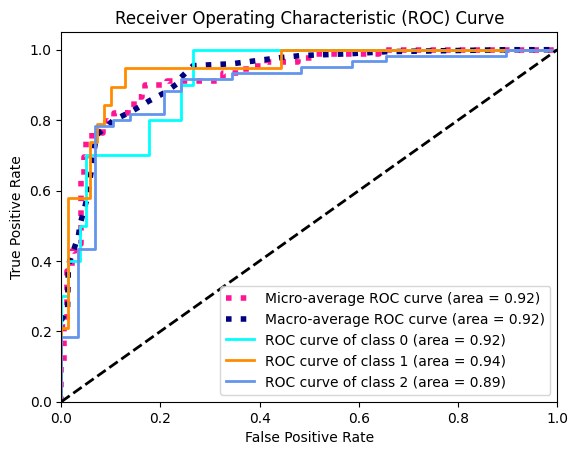 Receiver Operating Characteristic (ROC) Curve
True Positive Rate
1.0
0.8
0.6
0.4
0.2
0.0
Micro-average ROC curve (area = 0.92)
Macro-average ROC curve (area = 0.92)
ROC curve of class 0 (area = 0.92)
ROC curve of class 1 (area = 0.94)
ROC curve of class 2 (area = 0.89)
0.0 0.2 0.4 0.6 0.8 1.0
False Positive Rate